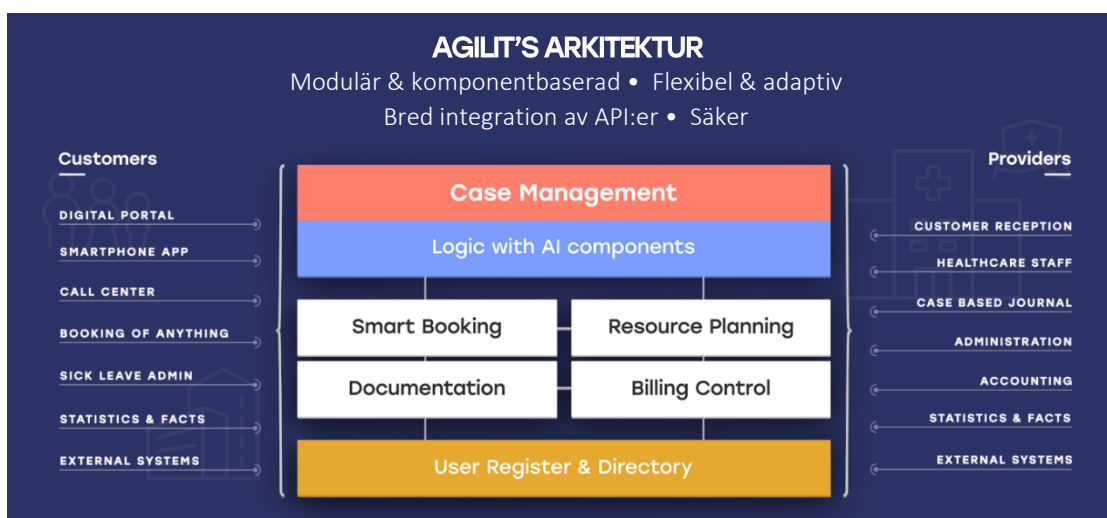 AGILIT'S ARKITEKTUR
Modulär & komponentbaserad • Flexibel & adaptiv
Bred integration av API:er • Säker
Customers
DIGITAL PORTAL
SMARTPHONE APP
CALL CENTER
BOOKING OF ANYTHING
SICK LEAVE ADMIN
STATISTICS & FACTS
EXTERNAL SYSTEMS
Case Management
Logic with AI components
Smart Booking
Resource Planning
Documentation
Billing Control
User Register & Directory
Providers
CUSTOMER RECEPTION
HEALTHCARE STAFF
CASE BASED JOURNAL
ADMINISTRATION
ACCOUNTING
STATISTICS & FACTS
EXTERNAL SYSTEMS